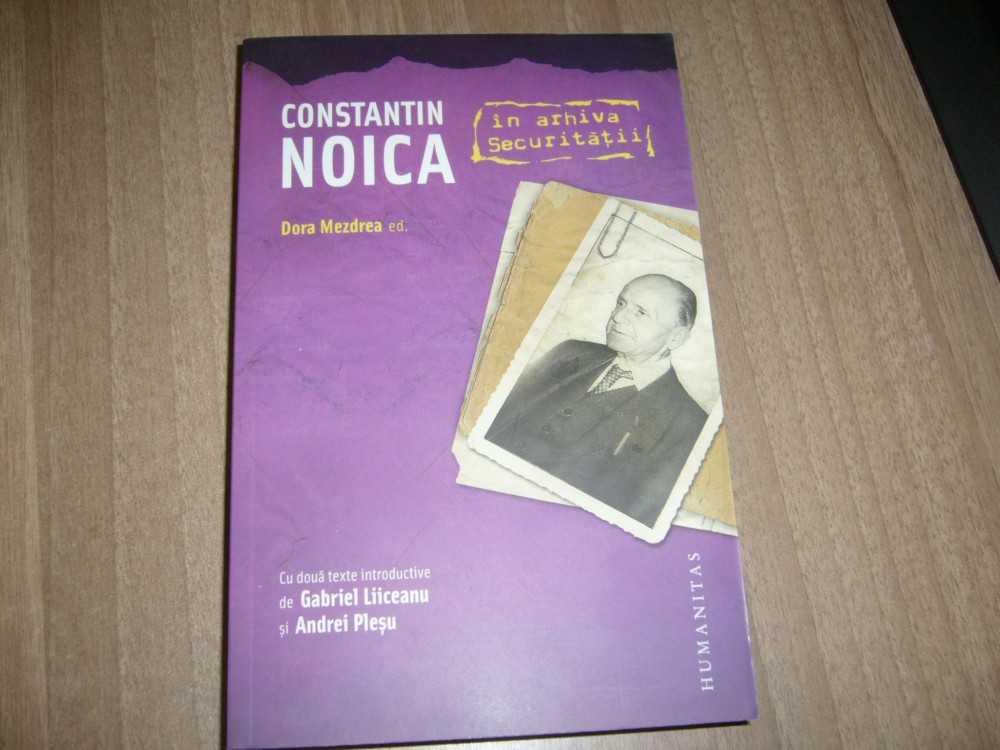 CONSTANTIN
NOICA
în arhiva
Securității
Dora Mezdrea ed.
Cu două texte introductive
de Gabriel Liiceanu
și Andrei Pleșu
HUMANITAS